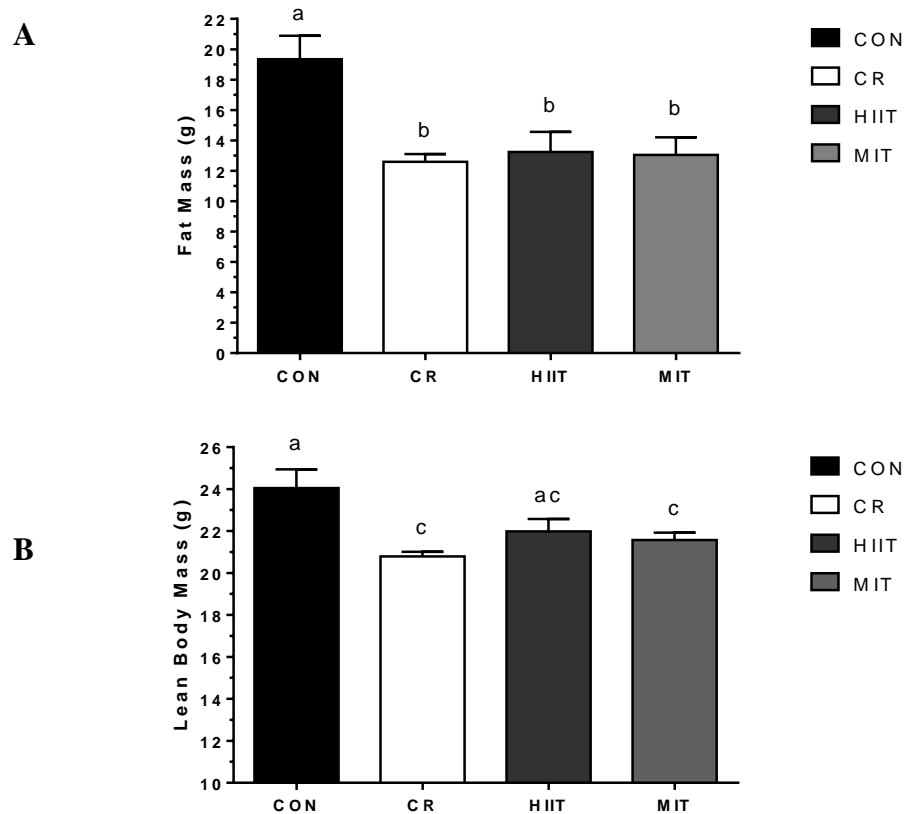 A
Fat Mass (g)
22
20
18
16
14
12
10
8
6
4
2
0
a
b
b
b
CON
CR
HIIT
MIT
CON
CR
HIIT
MIT
B
Lean Body Mass (g)
26
24
22
20
18
16
14
12
10
a
c
ac
c
CON
CR
HIIT
MIT
CON
CR
HIIT
MIT